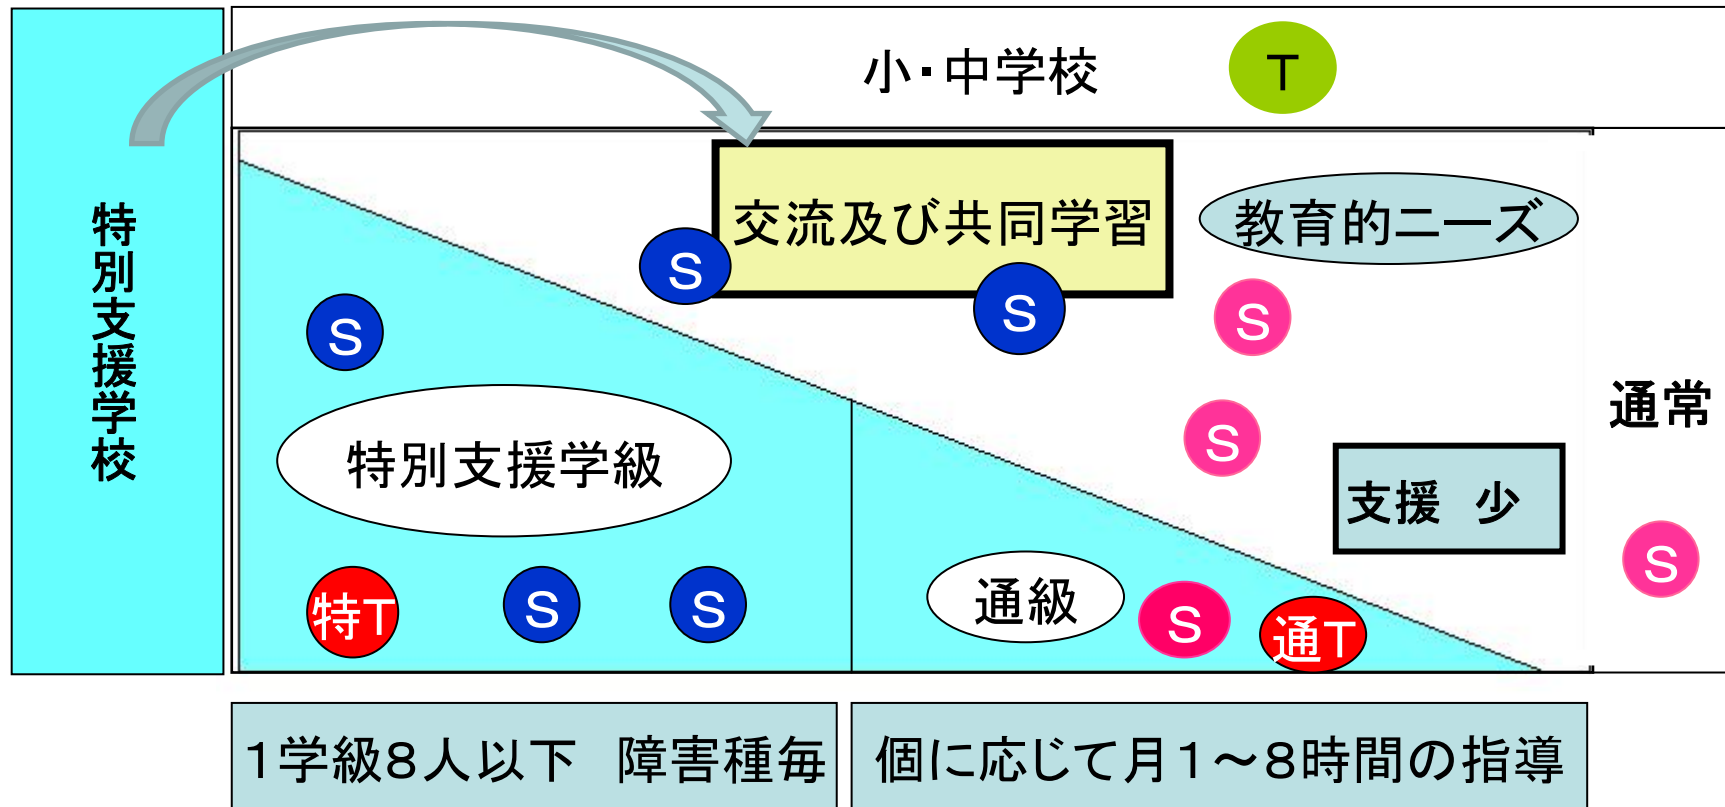 特別支援学校
小・中学校
T
交流及び共同学習
教育的ニーズ
S
S
S
S
S
通常
特別支援学級
支援 少
S
特T
S
S
通級
S
通T
1学級8人以下 障害種毎
個に応じて月1～8時間の指導